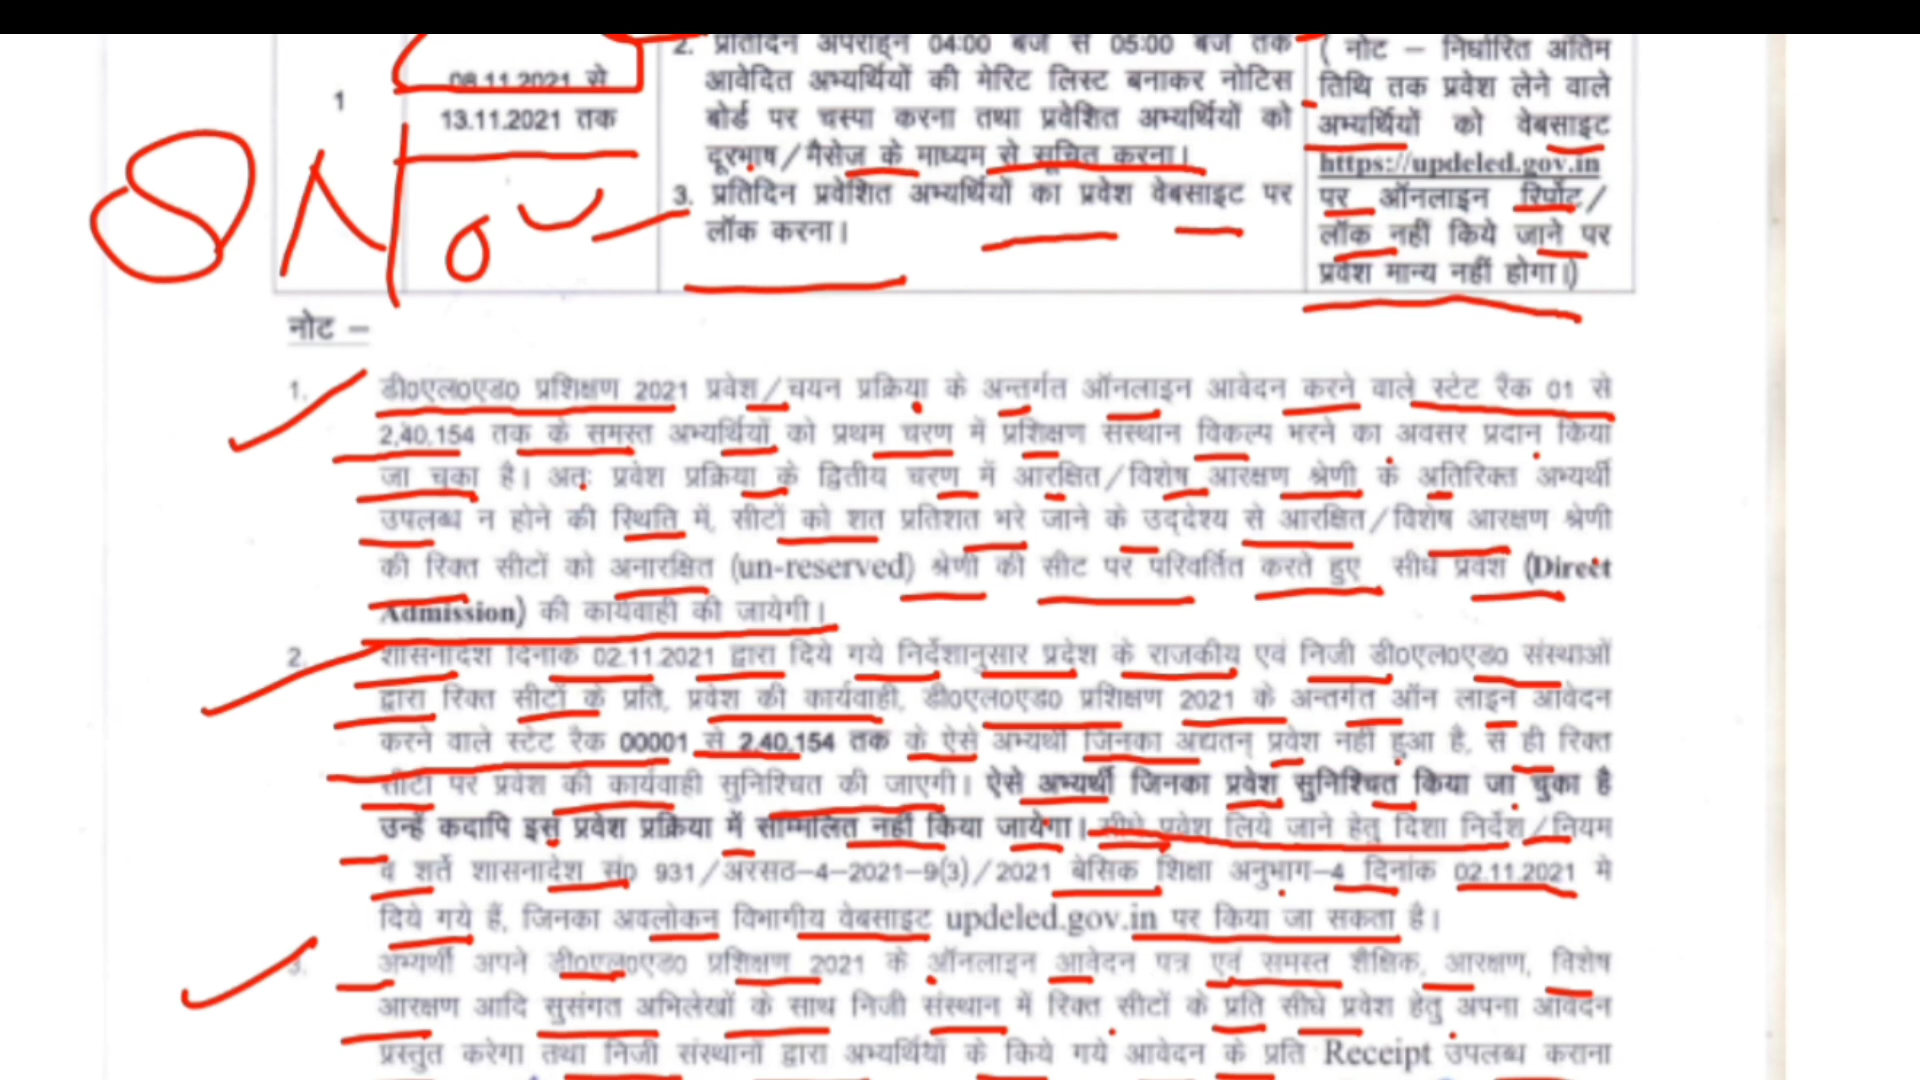 1
08.11.2021 से
13.11.2021 तक
2. प्रतिदिन अपराह्न 04:00 बजे से 05:00 बजे तक
आवेदित अभ्यर्थियों की मेरिट लिस्ट बनाकर नोटिस
बोर्ड पर चस्पा करना तथा प्रवेशित अभ्यर्थियों को
दूरभाष/मैसेज के माध्यम से सूचित करना।
3. प्रतिदिन प्रवेशित अभ्यर्थियों का प्रवेश वेबसाइट पर
लॉक करना।
( नोट – निर्धारित अंतिम
तिथि तक प्रवेश लेने वाले
अभ्यर्थियों को वेबसाइट
https://updeled.gov.in
पर ऑनलाइन रिपोर्ट/
लॉक नहीं किये जाने पर
प्रवेश मान्य नहीं होगा।)
8 Nov
नोट –
1. डी0एल0एड0 प्रशिक्षण 2021 प्रवेश/चयन प्रक्रिया के अन्तर्गत ऑनलाइन आवेदन करने वाले स्टेट रैंक 01 से
2,40,154 तक के समस्त अभ्यर्थियों को प्रथम चरण में प्रशिक्षण संस्थान विकल्प भरने का अवसर प्रदान किया
जा चुका है। अतः प्रवेश प्रक्रिया के द्वितीय चरण में आरक्षित/विशेष आरक्षण श्रेणी के अतिरिक्त अभ्यर्थी
उपलब्ध न होने की स्थिति में, सीटों को शत प्रतिशत भरे जाने के उद्देश्य से आरक्षित/विशेष आरक्षण श्रेणी
की रिक्त सीटों को अनारक्षित (un-reserved) श्रेणी की सीट पर परिवर्तित करते हुए सीधे प्रवेश (Direct
Admission) की कार्यवाही की जायेगी।
2. शासनादेश दिनांक 02.11.2021 द्वारा दिये गये निर्देशानुसार प्रदेश के राजकीय एवं निजी डी0एल0एड0 संस्थाओं
द्वारा रिक्त सीटों के प्रति, प्रवेश की कार्यवाही, डी0एल0एड0 प्रशिक्षण 2021 के अन्तर्गत ऑन लाइन आवेदन
करने वाले स्टेट रैंक 00001 से 2,40,154 तक के ऐसे अभ्यर्थी जिनका अद्यतन् प्रवेश नहीं हुआ है, से ही रिक्त
सीटों पर प्रवेश की कार्यवाही सुनिश्चित की जाएगी। ऐसे अभ्यर्थी जिनका प्रवेश सुनिश्चित किया जा चुका है
उन्हें कदापि इस प्रवेश प्रक्रिया में सम्मिलित नहीं किया जायेगा। सीधे प्रवेश लिये जाने हेतु दिशा निर्देश/नियम
व शर्ते शासनादेश सं0 931/अरसठ–4–2021–9(3)/2021 बेसिक शिक्षा अनुभाग–4 दिनांक 02.11.2021 मे
दिये गये हैं, जिनका अवलोकन विभागीय वेबसाइट updeled.gov.in पर किया जा सकता है।
3. अभ्यर्थी अपने डी0एल0एड0 प्रशिक्षण 2021 के ऑनलाइन आवेदन पत्र एवं समस्त शैक्षिक, आरक्षण, विशेष
आरक्षण आदि सुसंगत अभिलेखों के साथ निजी संस्थान में रिक्त सीटों के प्रति सीधे प्रवेश हेतु अपना आवेदन
प्रस्तुत करेगा तथा निजी संस्थानों द्वारा अभ्यर्थियों के किये गये आवेदन के प्रति Receipt उपलब्ध कराना